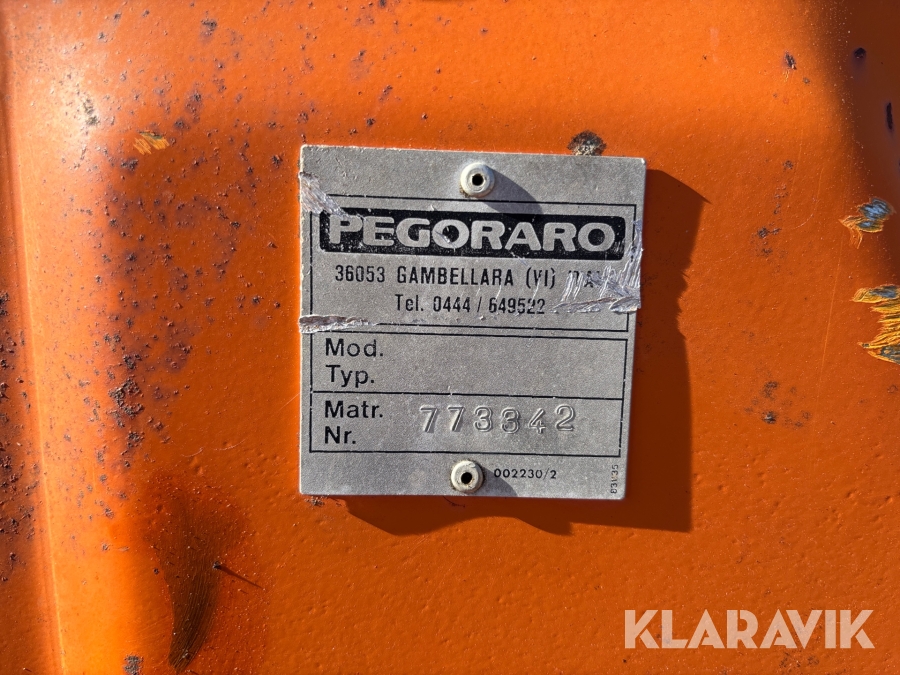 PEGORARO
36053 GAMBELLARA (VI)
Tel. 0444 / 649522
Mod.
Typ.
Matr. 773842
Nr.
002230/2
KLARAVIK